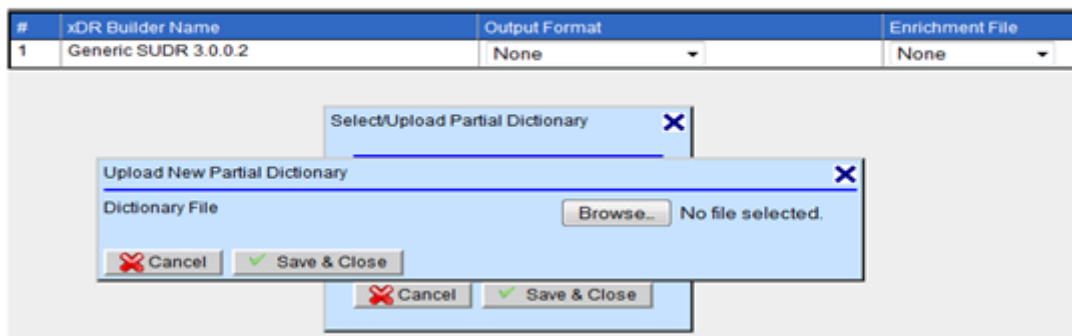 # xDR Builder Name Output Format Enrichment File
1 Generic SUDR 3.0.0.2 None None
Select/Upload Partial Dictionary
Upload New Partial Dictionary
Dictionary File Browse... No file selected.
Cancel Save & Close
Cancel Save & Close